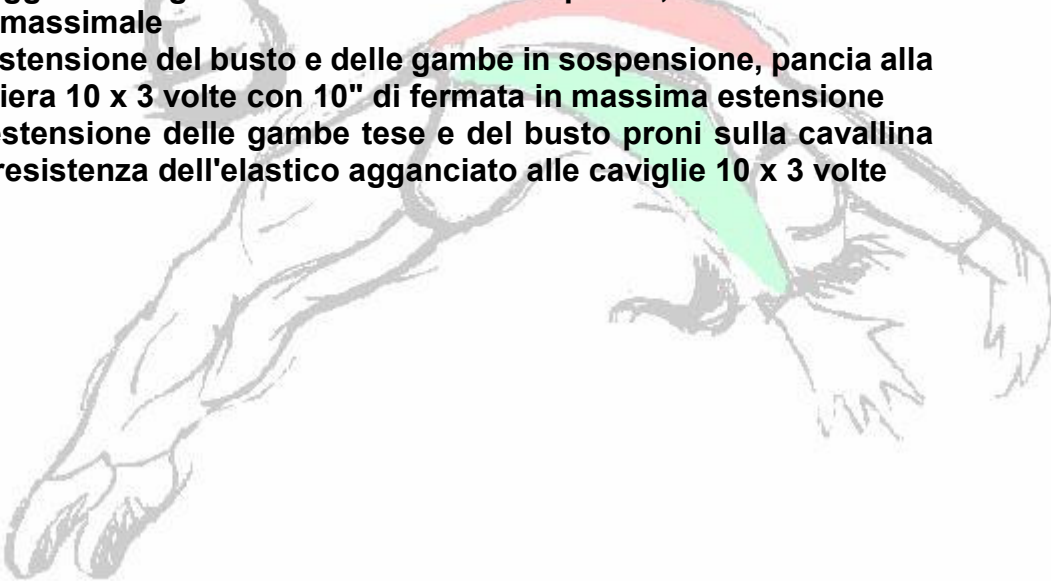 massimale
stensione del busto e delle gambe in sospensione, pancia alla
iera 10 x 3 volte con 10" di fermata in massima estensione
estensione delle gambe tese e del busto proni sulla cavallina
resistenza dell'elastico agganciato alle caviglie 10 x 3 volte